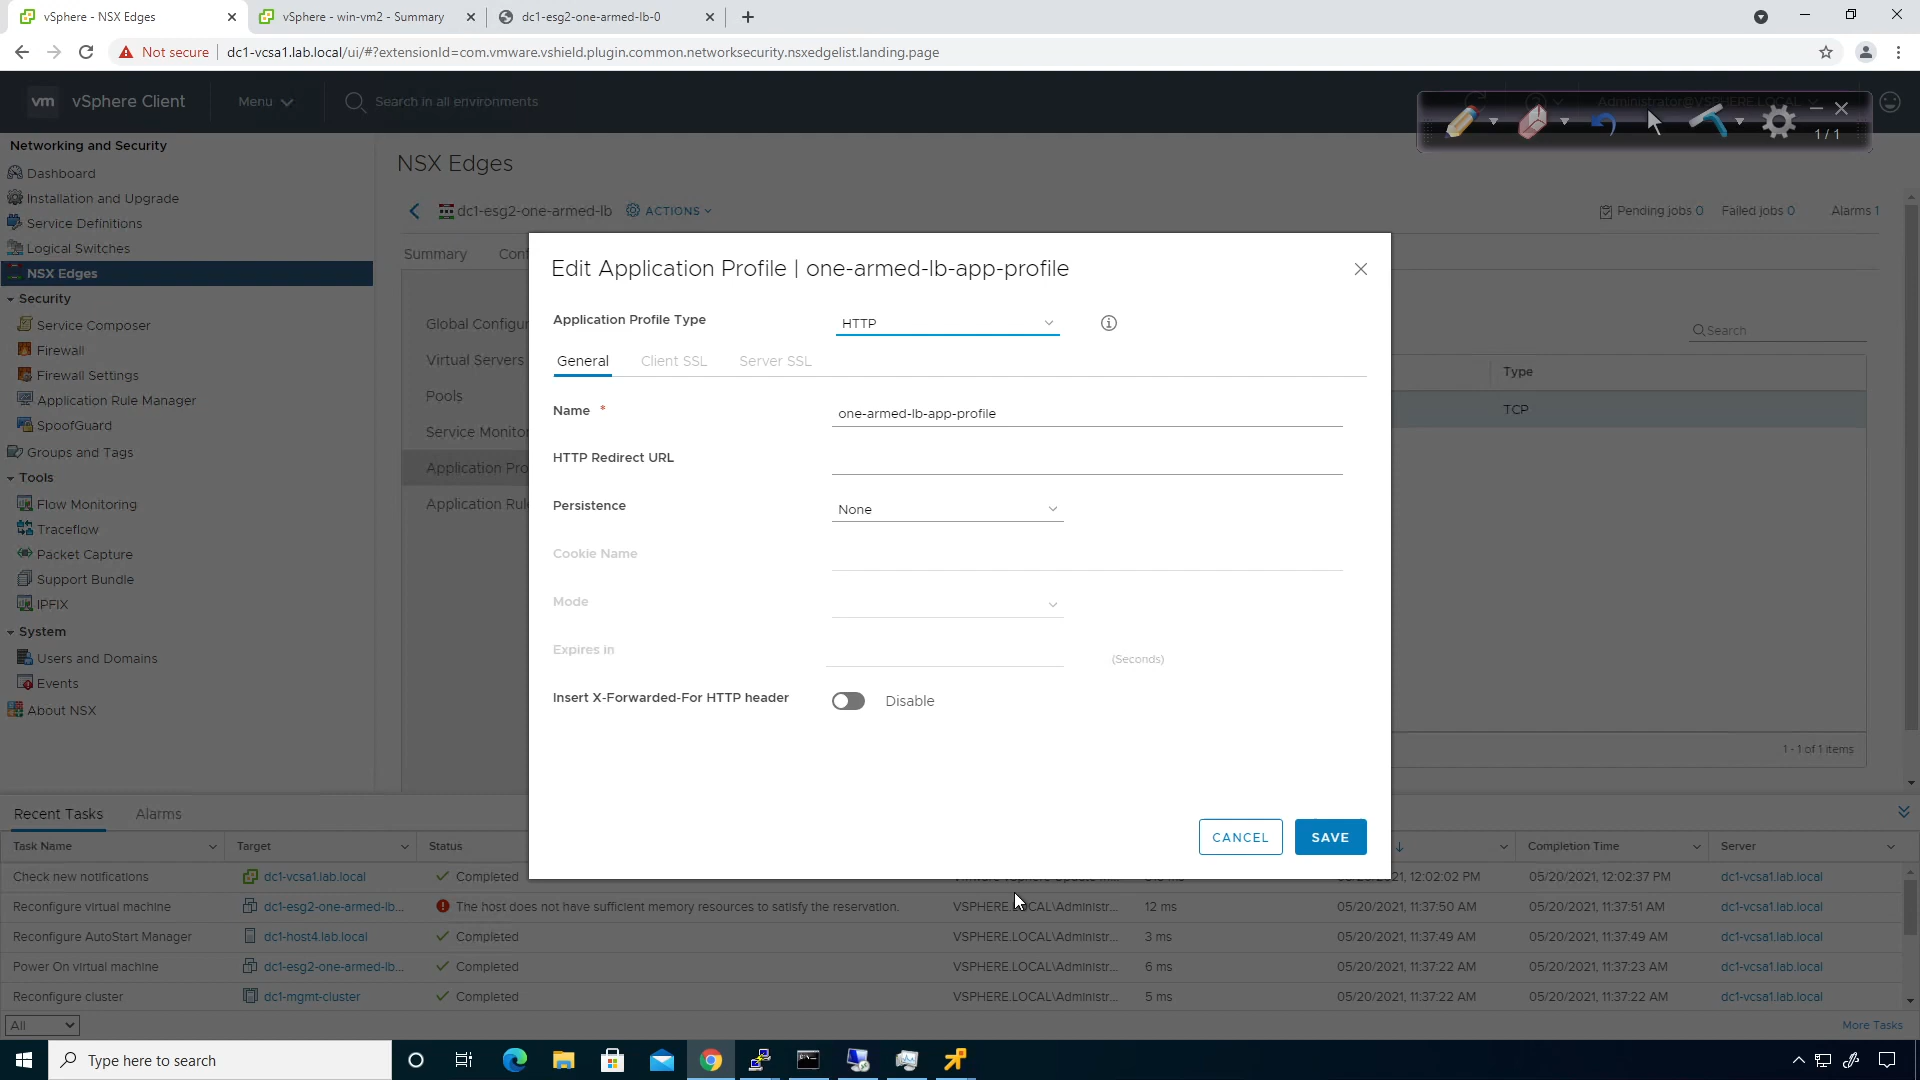 vSphere - NSX Edges
vSphere - win-vm2 - Summary
dc1-esg2-one-armed-lb-0
Not secure
dc1-vcsa1.lab.local/ui/#?extensionId=com.vmware.vshield.plugin.common.networksecurity.nsxedgelist.landing.page
vm vSphere Client
Menu
Search in all environments
Administrator@VSPHERE.LOCAL
1 / 1
Networking and Security
Dashboard
Installation and Upgrade
Service Definitions
Logical Switches
NSX Edges
Security
Service Composer
Firewall
Firewall Settings
Application Rule Manager
SpoofGuard
Groups and Tags
Tools
Flow Monitoring
Traceflow
Packet Capture
Support Bundle
IPFIX
System
Users and Domains
Events
About NSX
NSX Edges
dc1-esg2-one-armed-lb
ACTIONS
Pending jobs 0
Failed jobs 0
Alarms 1
Summary
Conf
Global Configu
Virtual Servers
Pools
Service Monitor
Application Pro
Application Rul
Search
Type
TCP
1 - 1 of 1 items
Edit Application Profile | one-armed-lb-app-profile
Application Profile Type
HTTP
General
Client SSL
Server SSL
Name *
one-armed-lb-app-profile
HTTP Redirect URL
Persistence
None
Cookie Name
Mode
Expires in
(Seconds)
Insert X-Forwarded-For HTTP header
Disable
CANCEL
SAVE
Recent Tasks
Alarms
Task Name
Target
Status
Completion Time
Server
Check new notifications
dc1-vcsa1.lab.local
Completed
12:02:02 PM
05/20/2021, 12:02:37 PM
dc1-vcsa1.lab.local
Reconfigure virtual machine
dc1-esg2-one-armed-lb...
The host does not have sufficient memory resources to satisfy the reservation.
VSPHERE.LOCAL\Administr...
12 ms
05/20/2021, 11:37:50 AM
05/20/2021, 11:37:51 AM
dc1-vcsa1.lab.local
Reconfigure AutoStart Manager
dc1-host4.lab.local
Completed
VSPHERE.LOCAL\Administr...
3 ms
05/20/2021, 11:37:49 AM
05/20/2021, 11:37:49 AM
dc1-vcsa1.lab.local
Power On virtual machine
dc1-esg2-one-armed-lb...
Completed
VSPHERE.LOCAL\Administr...
6 ms
05/20/2021, 11:37:22 AM
05/20/2021, 11:37:23 AM
dc1-vcsa1.lab.local
Reconfigure cluster
dc1-mgmt-cluster
Completed
VSPHERE.LOCAL\Administr...
5 ms
05/20/2021, 11:37:22 AM
05/20/2021, 11:37:22 AM
dc1-vcsa1.lab.local
All
More Tasks
Type here to search